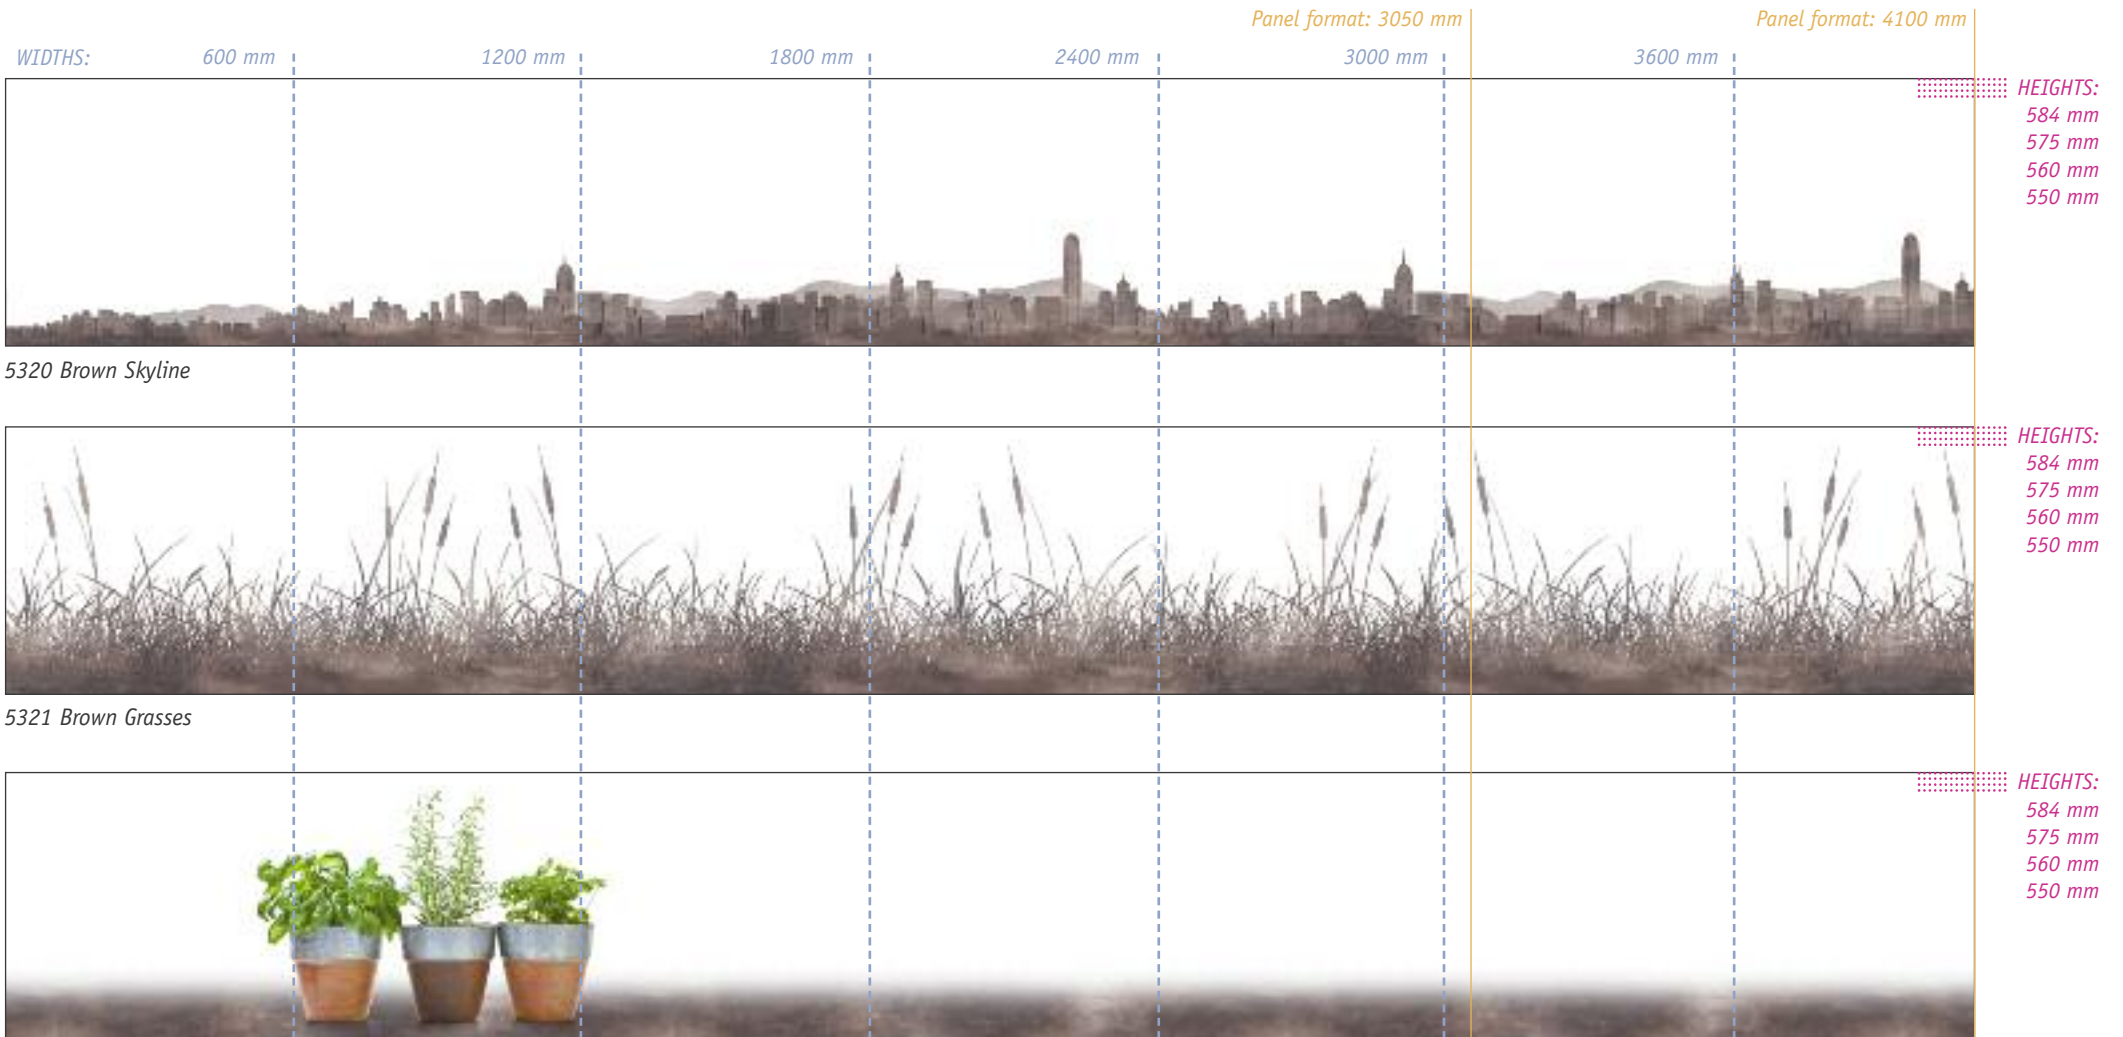 Panel format: 3050 mm
Panel format: 4100 mm
WIDTHS: 600 mm 1200 mm 1800 mm 2400 mm 3000 mm 3600 mm
HEIGHTS:
584 mm
575 mm
560 mm
550 mm
5320 Brown Skyline
HEIGHTS:
584 mm
575 mm
560 mm
550 mm
5321 Brown Grasses
HEIGHTS:
584 mm
575 mm
560 mm
550 mm